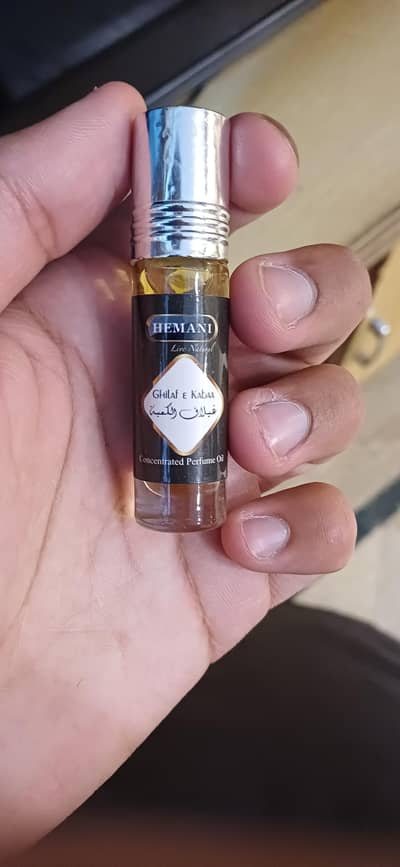 HEMANI
Live Natural
Ghilaf e Kabaa
غلاف الكعبة
Concentrated Perfume Oil